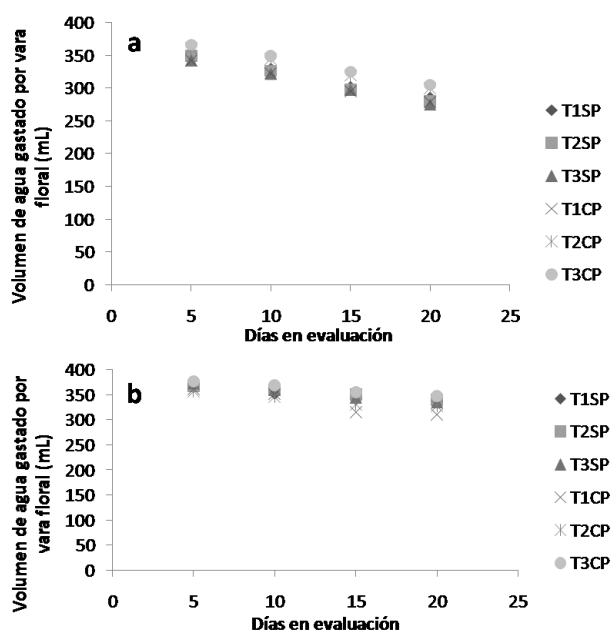 Volumen de agua gastado por vara
floral (mL)
a
400
350
300
250
200
150
100
50
0
0 5 10 15 20 25
Días en evaluación
T1SP
T2SP
T3SP
T1CP
T2CP
T3CP
Volumen de agua gastado por
vara floral (mL)
b
400
350
300
250
200
150
100
50
0
0 5 10 15 20 25
Días en evaluación
T1SP
T2SP
T3SP
T1CP
T2CP
T3CP